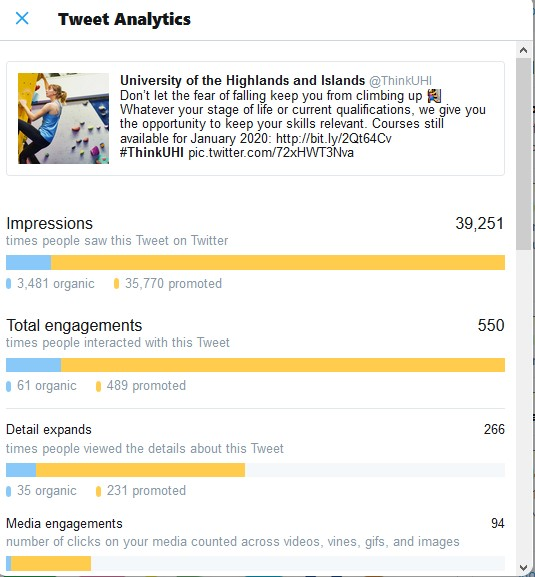 Tweet Analytics
University of the Highlands and Islands @ThinkUHI
Don't let the fear of falling keep you from climbing up 🧗
Whatever your stage of life or current qualifications, we give you
the opportunity to keep your skills relevant. Courses still
available for January 2020: http://bit.ly/2Qt64Cv
#ThinkUHI pic.twitter.com/72xHWT3Nva
Impressions 39,251
times people saw this Tweet on Twitter
3,481 organic 35,770 promoted
Total engagements 550
times people interacted with this Tweet
61 organic 489 promoted
Detail expands 266
times people viewed the details about this Tweet
35 organic 231 promoted
Media engagements 94
number of clicks on your media counted across videos, vines, gifs, and images